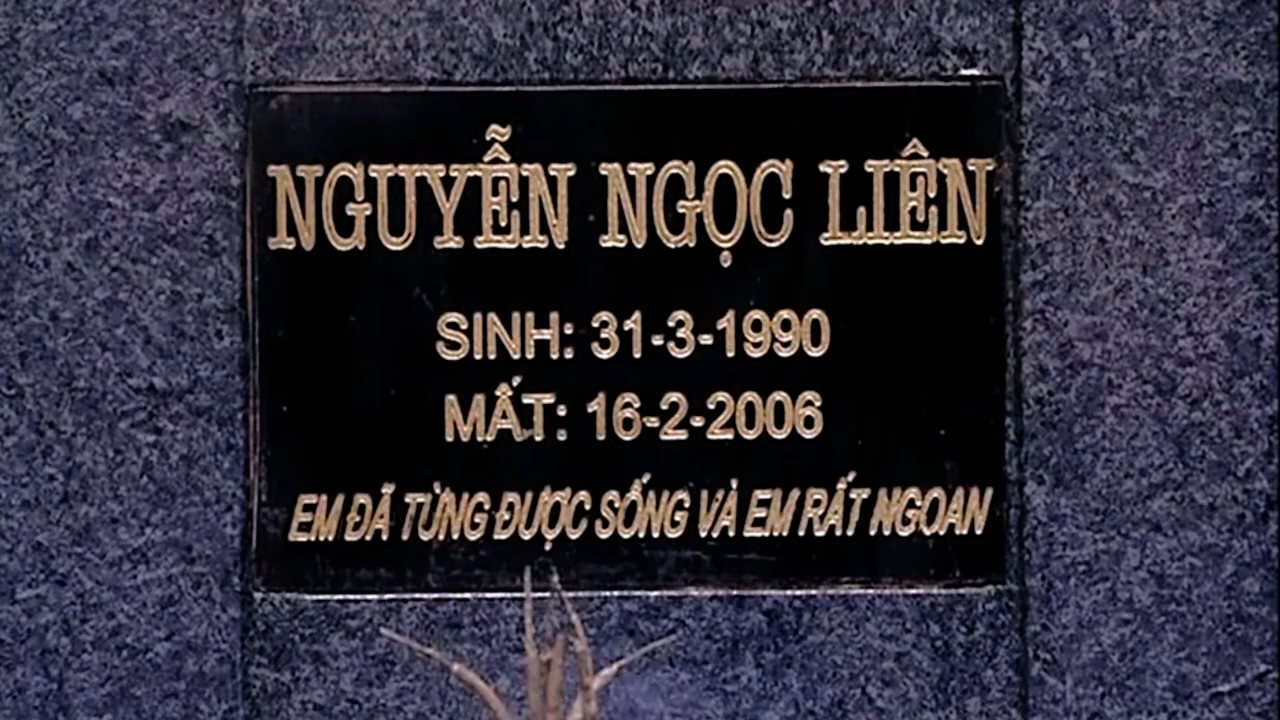 NGUYỄN NGỌC LIÊN
SINH: 31-3-1990
MẤT: 16-2-2006
EM ĐÃ TỪNG ĐƯỢC SỐNG VÀ EM RẤT NGOAN